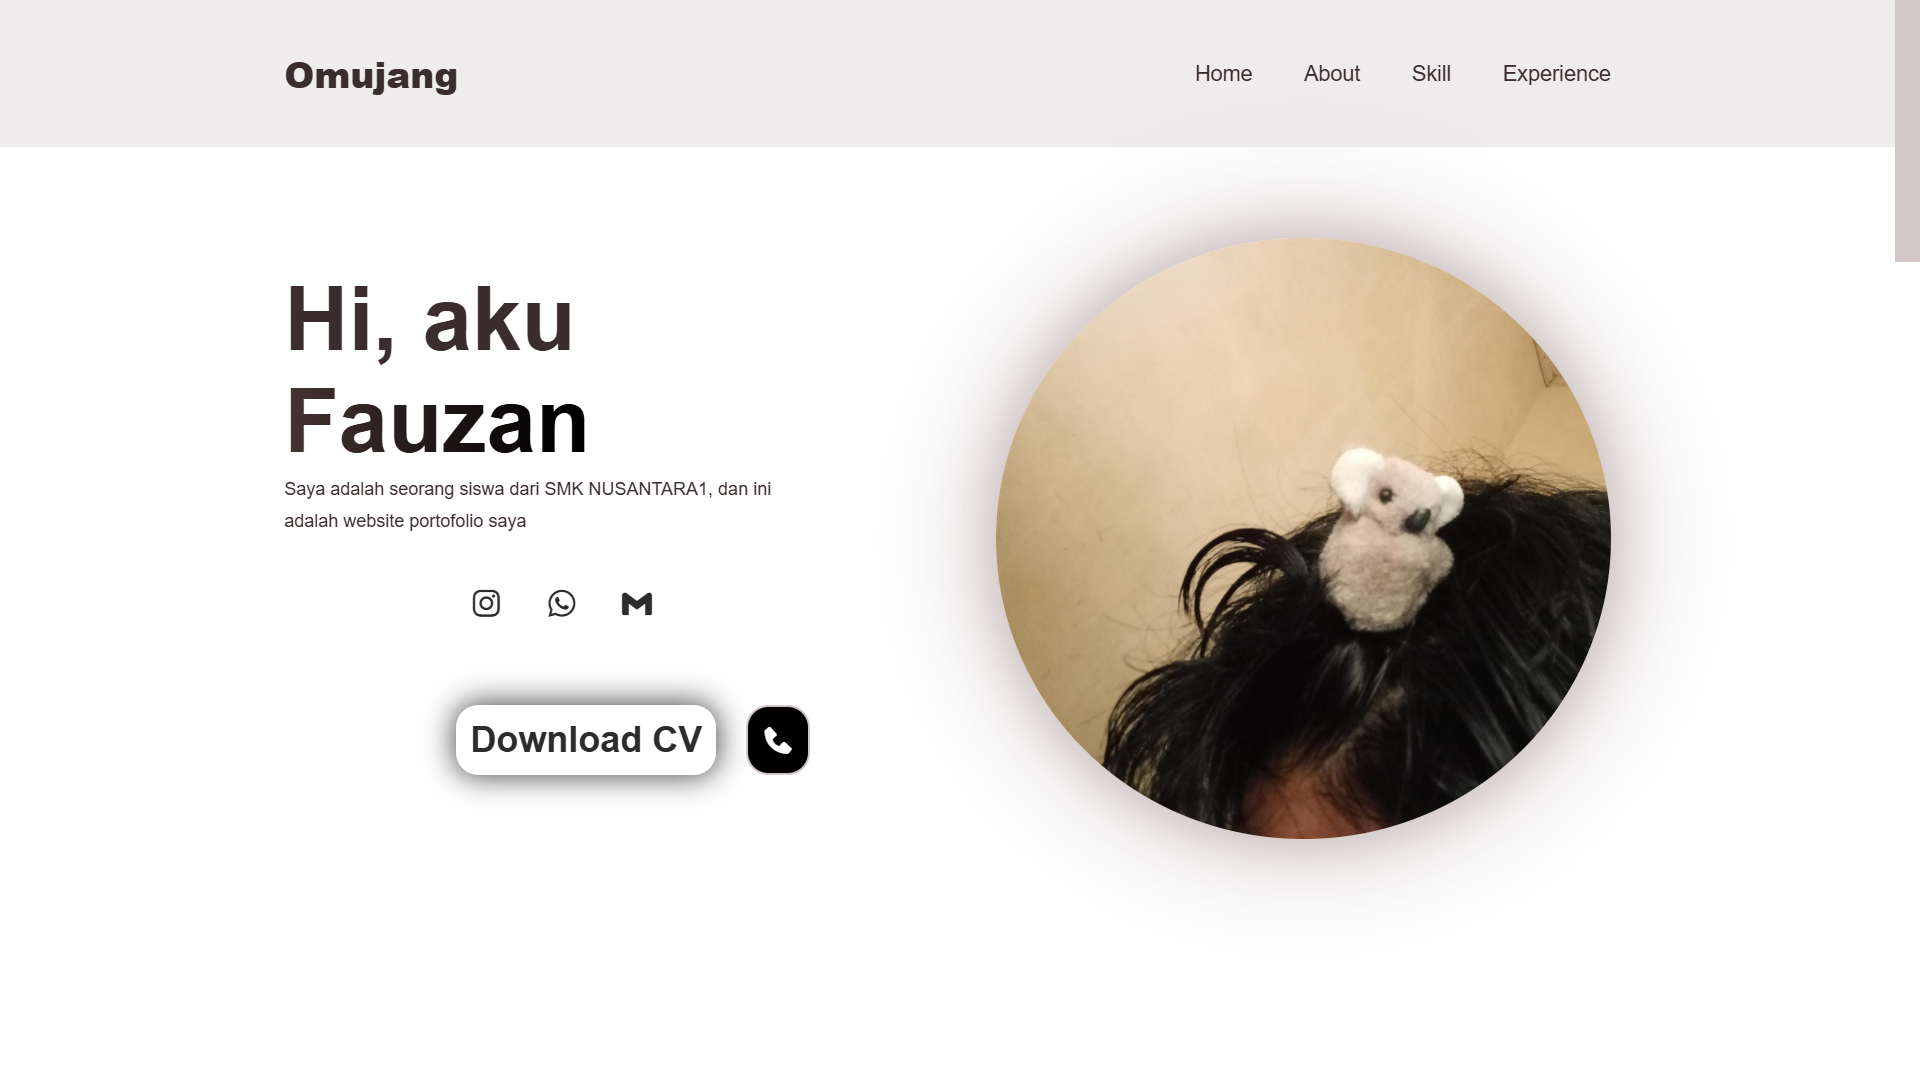 Omujang
Home
About
Skill
Experience
Hi, aku
Fauzan
Saya adalah seorang siswa dari SMK NUSANTARA1, dan ini
adalah website portofolio saya
Download CV